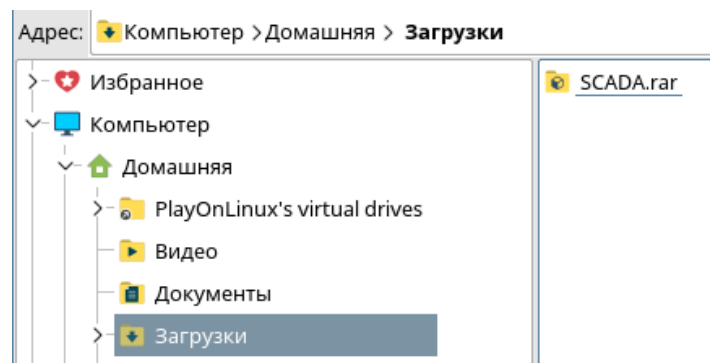 Адрес: Компьютер >Домашняя > Загрузки
Избранное
SCADA.rar
Компьютер
Домашняя
PlayOnLinux's virtual drives
Видео
Документы
Загрузки